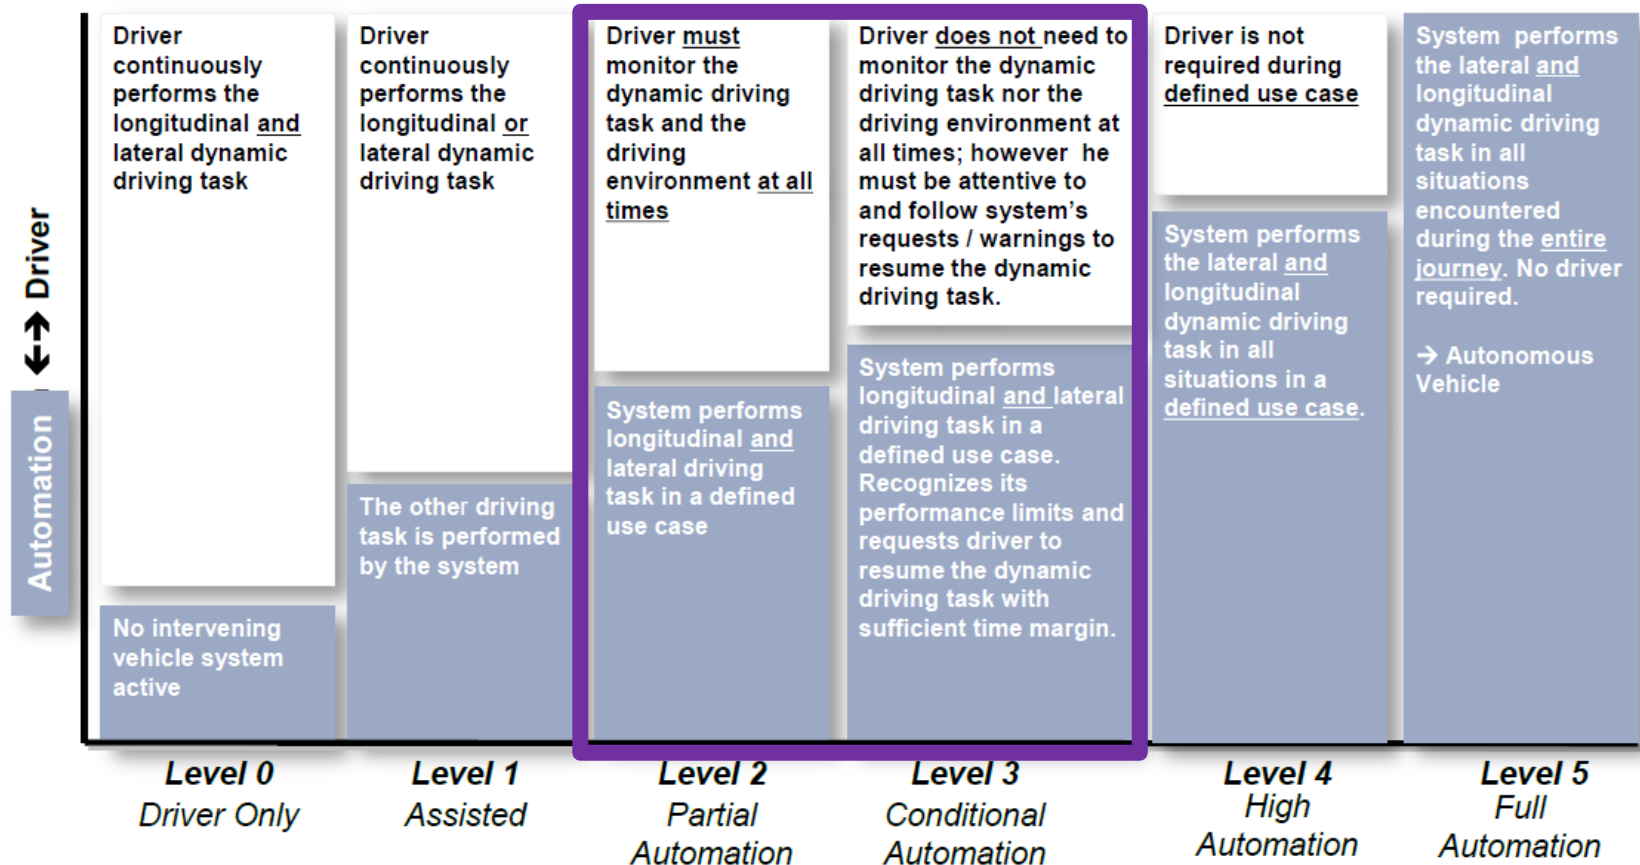 Driver
continuously
performs the
longitudinal and
lateral dynamic
driving task
No intervening
vehicle system
active
Driver
continuously
performs the
longitudinal or
lateral dynamic
driving task
The other driving
task is performed
by the system
Driver must
monitor the
dynamic driving
task and the
driving
environment at all
times
System performs
longitudinal and
lateral driving
task in a defined
use case
Driver does not need to
monitor the dynamic
driving task nor the
driving environment at
all times; however he
must be attentive to
and follow system's
requests / warnings to
resume the dynamic
driving task.
System performs
longitudinal and lateral
driving task in a
defined use case.
Recognizes its
performance limits and
requests driver to
resume the dynamic
driving task with
sufficient time margin.
Driver is not
required during
defined use case
System performs
the lateral and
longitudinal
dynamic driving
task in all
situations in a
defined use case.
System performs
the lateral and
longitudinal
dynamic driving
task in all
situations
encountered
during the entire
journey. No driver
required.
→ Autonomous
Vehicle
Automation ←→ Driver
Level 0
Driver Only
Level 1
Assisted
Level 2
Partial
Automation
Level 3
Conditional
Automation
Level 4
High
Automation
Level 5
Full
Automation